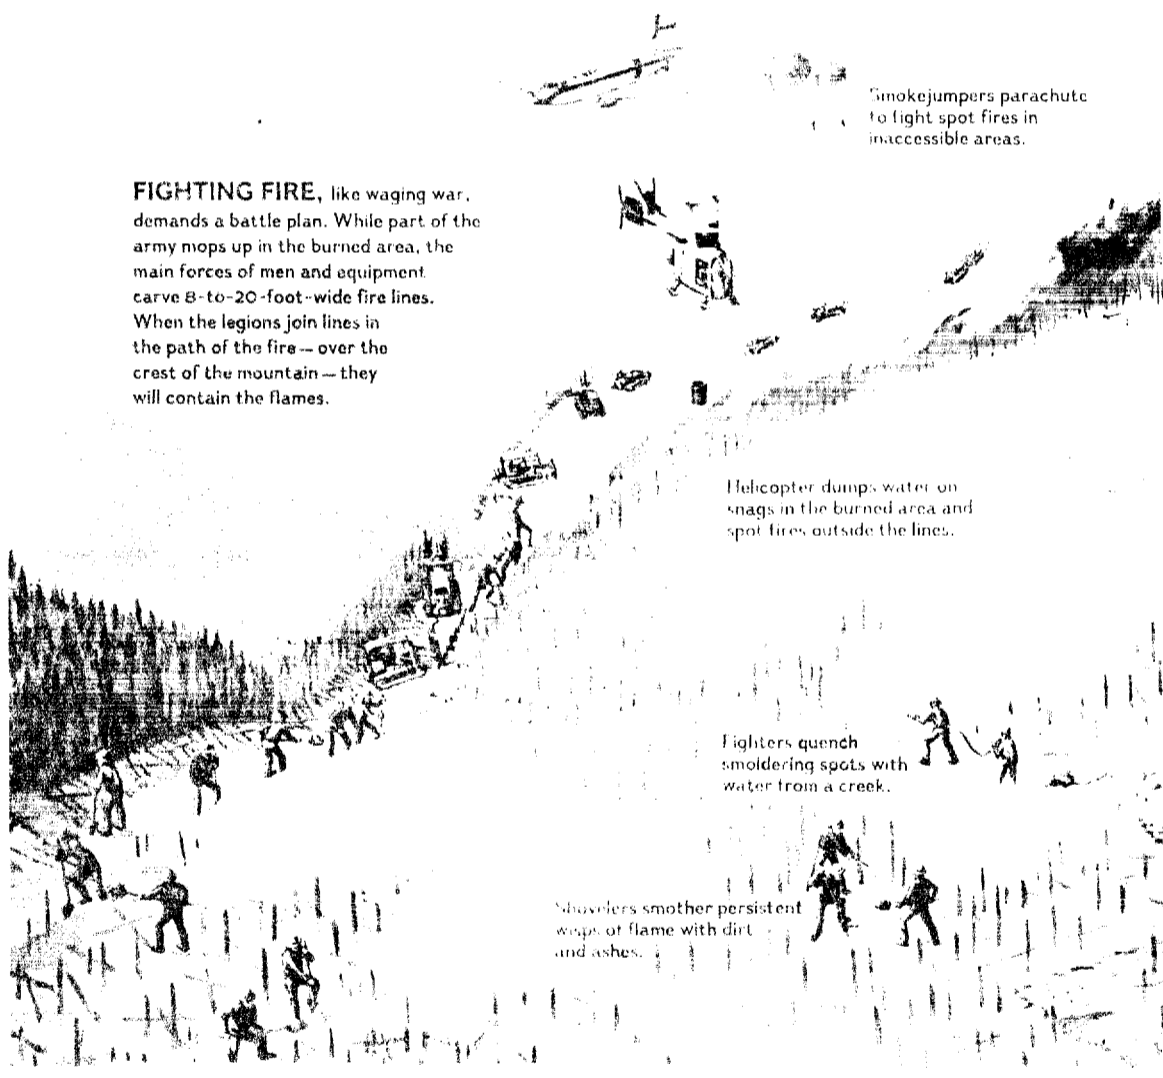 Smokejumpers parachute
to fight spot fires in
inaccessible areas.
FIGHTING FIRE, like waging war,
demands a battle plan. While part of the
army mops up in the burned area, the
main forces of men and equipment
carve 8-to-20-foot-wide fire lines.
When the legions join lines in
the path of the fire — over the
crest of the mountain — they
will contain the flames.
Helicopter dumps water on
snags in the burned area and
spot fires outside the lines.
Fighters quench
smoldering spots with
water from a creek.
Shovelers smother persistent
wisps of flame with dirt
and ashes.